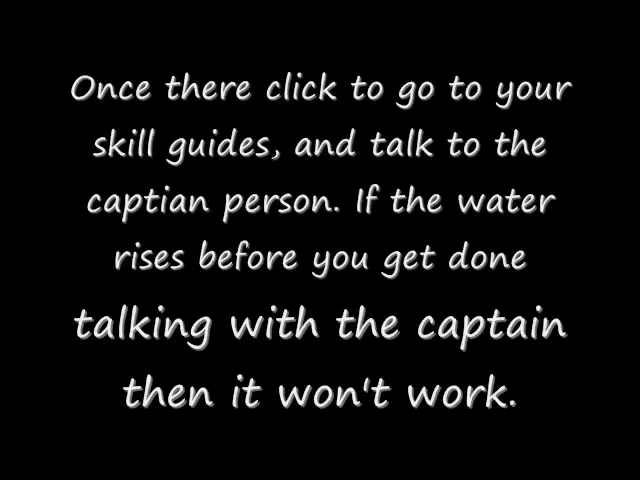 Once there click to go to your
skill guides, and talk to the
captian person. If the water
rises before you get done
talking with the captain
then it won't work.